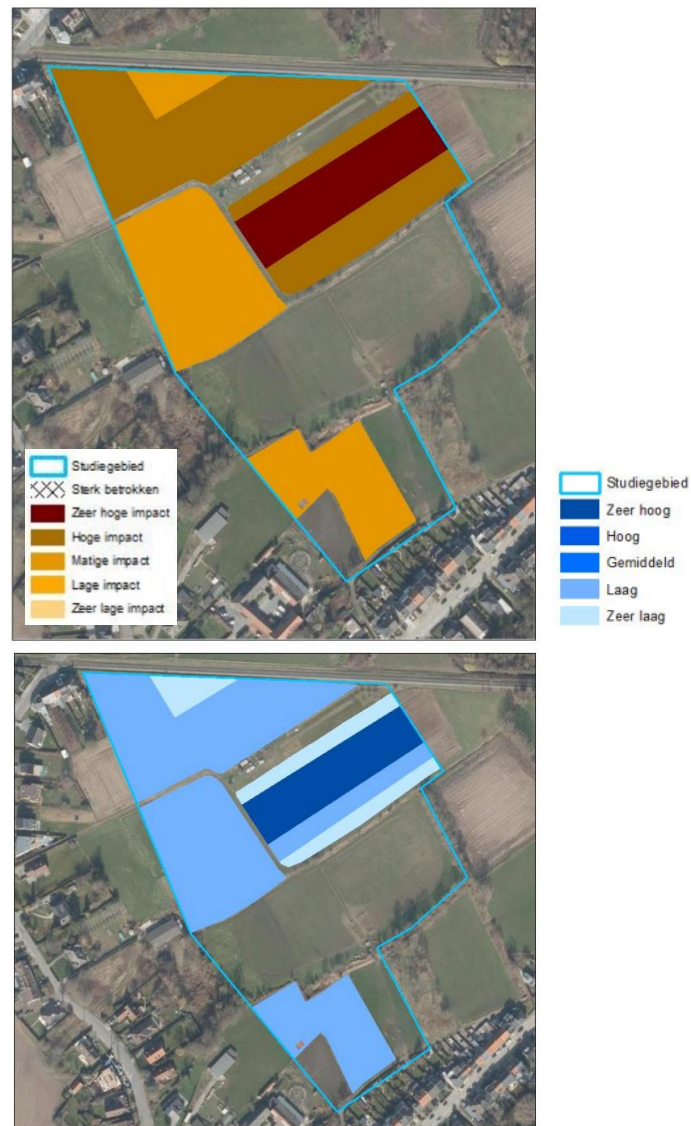 Studiegebied
Sterk betrokken
Zeer hoge impact
Hoge impact
Matige impact
Lage impact
Zeer lage impact
Studiegebied
Zeer hoog
Hoog
Gemiddeld
Laag
Zeer laag